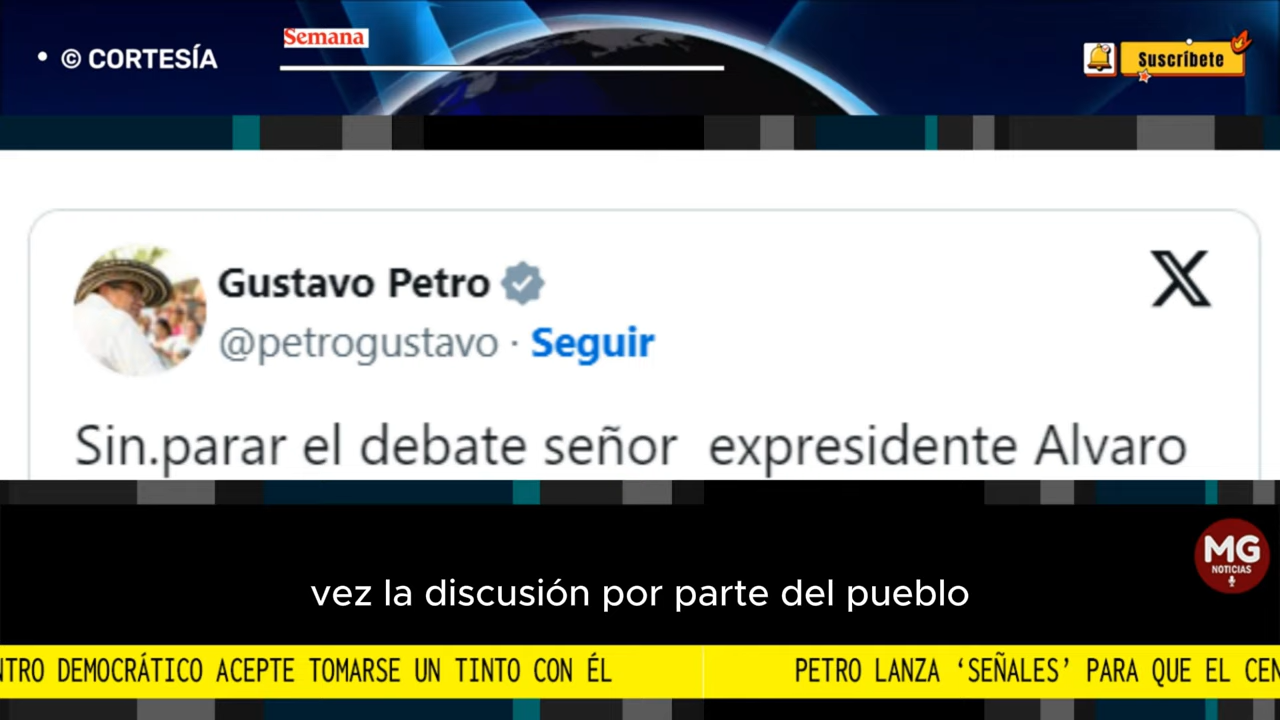 • © CORTESÍA
Semana
Suscríbete
Gustavo Petro
@petrogustavo · Seguir
Sin.parar el debate señor expresidente Alvaro
MG
NOTICIAS
vez la discusión por parte del pueblo
NTRO DEMOCRÁTICO ACEPTE TOMARSE UN TINTO CON ÉL
PETRO LANZA ‘SEÑALES’ PARA QUE EL CEN